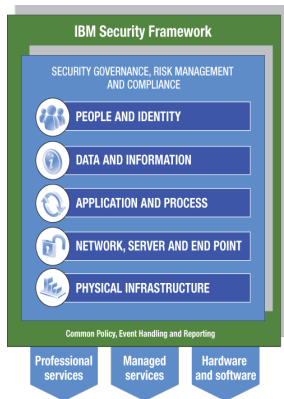 IBM Security Framework
SECURITY GOVERNANCE, RISK MANAGEMENT
AND COMPLIANCE
PEOPLE AND IDENTITY
DATA AND INFORMATION
APPLICATION AND PROCESS
NETWORK, SERVER AND END POINT
PHYSICAL INFRASTRUCTURE
Common Policy, Event Handling and Reporting
Professional
services
Managed
services
Hardware
and software